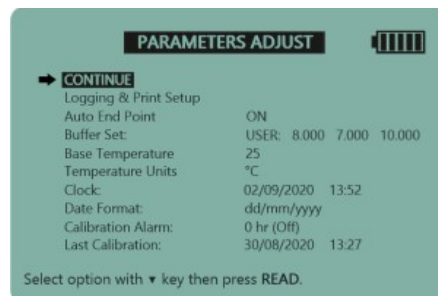 PARAMETERS ADJUST
CONTINUE
Logging & Print Setup
Auto End Point ON
Buffer Set: USER: 8.000 7.000 10.000
Base Temperature 25
Temperature Units °C
Clock: 02/09/2020 13:52
Date Format: dd/mm/yyyy
Calibration Alarm: 0 hr (Off)
Last Calibration: 30/08/2020 13:27
Select option with ▾ key then press READ.